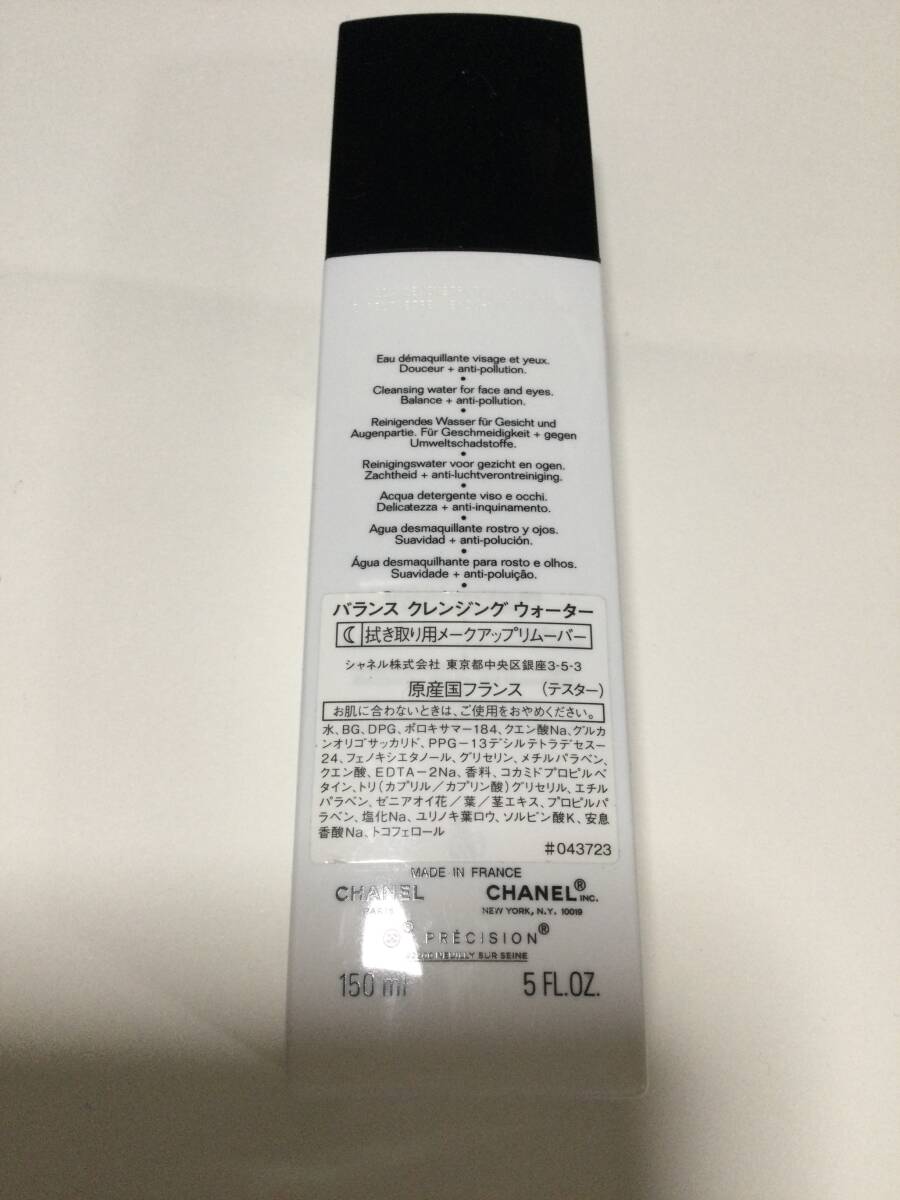 Eau démaquillante visage et yeux.
Douceur + anti-pollution.
•
Cleansing water for face and eyes.
Balance + anti-pollution.
•
Reinigendes Wasser für Gesicht und
Augenpartie. Für Geschmeidigkeit + gegen
Umweltschadstoffe.
•
Reinigingswater voor gezicht en ogen.
Zachtheid + anti-luchtverontreiniging.
•
Acqua detergente viso e occhi.
Delicatezza + anti-inquinamento.
•
Agua desmaquillante rostro y ojos.
Suavidad + anti-polución.
•
Água desmaquilhante para rosto e olhos.
Suavidade + anti-poluição.
•
バランス クレンジング ウォーター
拭き取り用メークアップリムーバー
シャネル株式会社 東京都中央区銀座3-5-3
原産国フランス (テスター)
お肌に合わないときは、ご使用をおやめください。
水、BG、DPG、ポロキサマー184、クエン酸Na、グルカ
ンオリゴサッカリド、PPG-13デシルテトラデセス-
24、フェノキシエタノール、グリセリン、メチルパラベン、
クエン酸、EDTA-2Na、香料、コカミドプロピルベ
タイン、トリ(カプリル/カプリン酸)グリセリル、エチル
パラベン、ゼニアオイ花/葉/茎エキス、プロピルパ
ラベン、塩化Na、ユリノキ葉ロウ、ソルビン酸K、安息
香酸Na、トコフェロール
#043723
MADE IN FRANCE
CHANEL CHANEL® INC.
PARIS NEW YORK, N.Y. 10019
® PRÉCISION®
NEUILLY SUR SEINE
150 ml 5 FL.OZ.